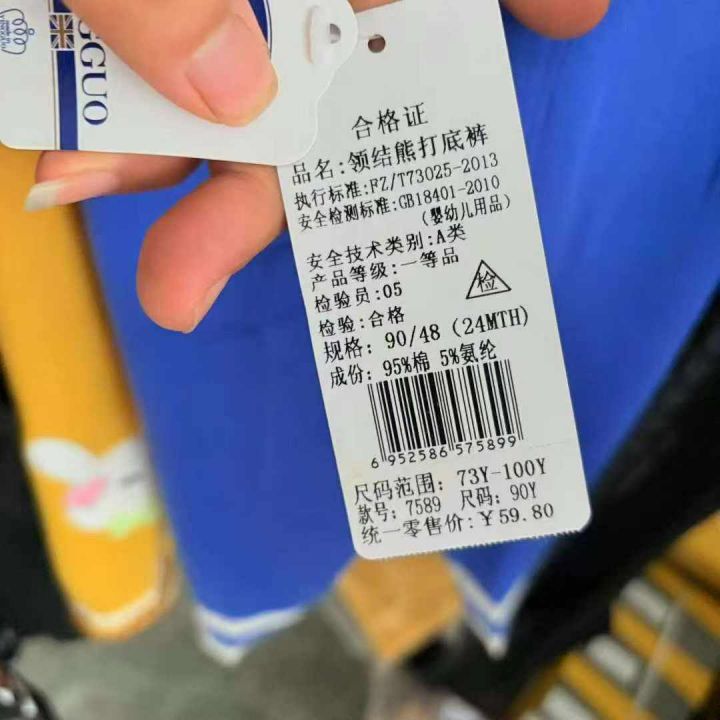 GGUO
合格证
品名:领结熊打底裤
执行标准:FZ/T73025-2013
安全检测标准:GB18401-2010
(婴幼儿用品)
安全技术类别:A类
产品等级:一等品
检验员:05
检
检验:合格
规格: 90/48 (24MTH)
成份: 95%棉 5%氨纶
6 952586 575899
尺码范围: 73Y-100Y
款号: 7589 尺码: 90Y
统一零售价:￥59.80